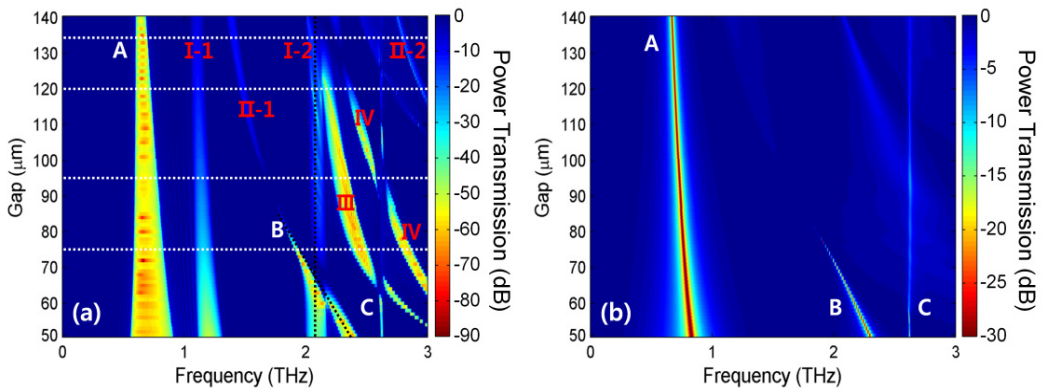 140
130
120
110
100
90
80
70
60
50
Gap (μm)
A
I-1
I-2
II-2
II-1
IV
III
IV
B
C
(a)
0
1
2
3
Frequency (THz)
0
-10
-20
-30
-40
-50
-60
-70
-80
-90
Power Transmission (dB)
140
130
120
110
100
90
80
70
60
50
Gap (μm)
A
B
C
(b)
0
1
2
3
Frequency (THz)
0
-5
-10
-15
-20
-25
-30
Power Transmission (dB)